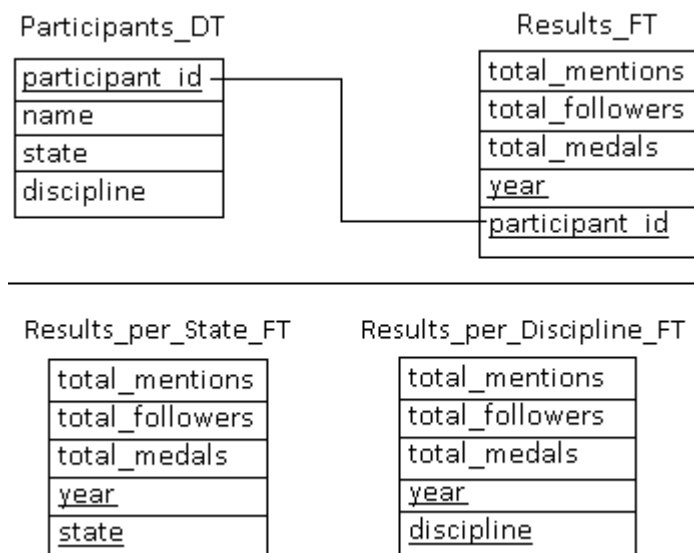 Participants_DT
participant_id
name
state
discipline
Results_FT
total_mentions
total_followers
total_medals
year
participant_id
Results_per_State_FT
total_mentions
total_followers
total_medals
year
state
Results_per_Discipline_FT
total_mentions
total_followers
total_medals
year
discipline